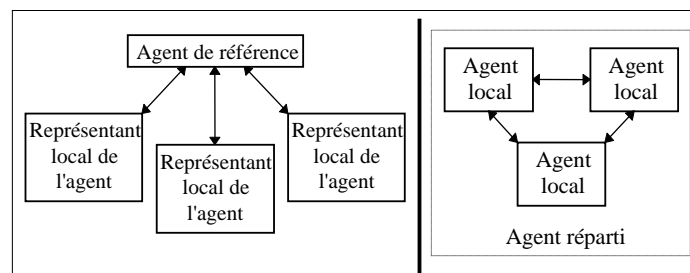 Agent de référence
Représentant
local de
l'agent
Représentant
local de
l'agent
Représentant
local de
l'agent
Agent
local
Agent
local
Agent
local
Agent réparti